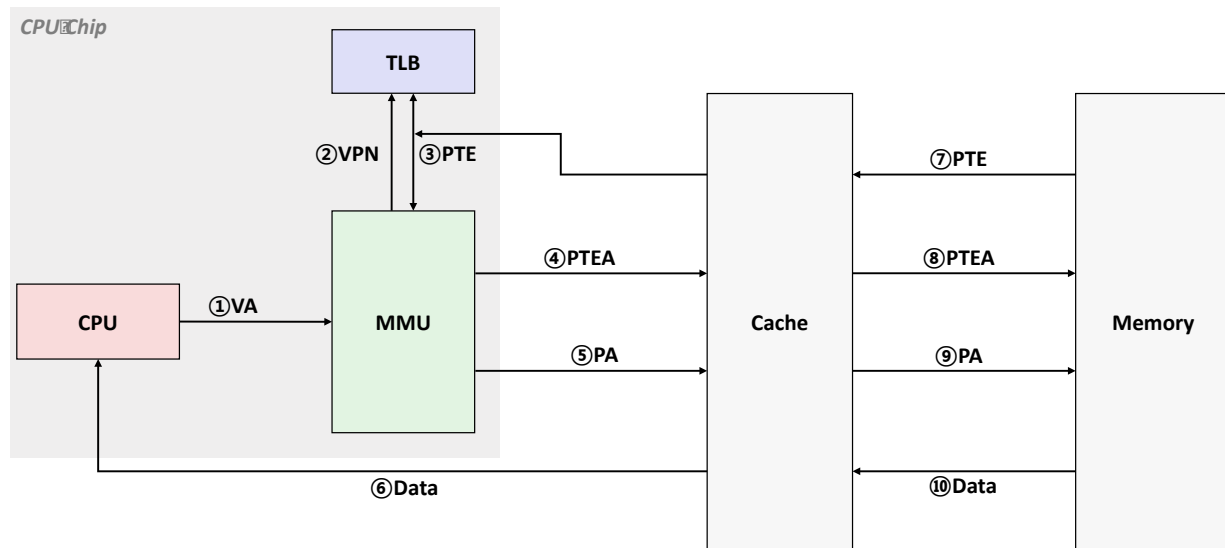 CPU Chip
TLB
②VPN
③PTE
⑦PTE
④PTEA
⑧PTEA
①VA
CPU
MMU
Cache
Memory
⑤PA
⑨PA
⑥Data
⑩Data